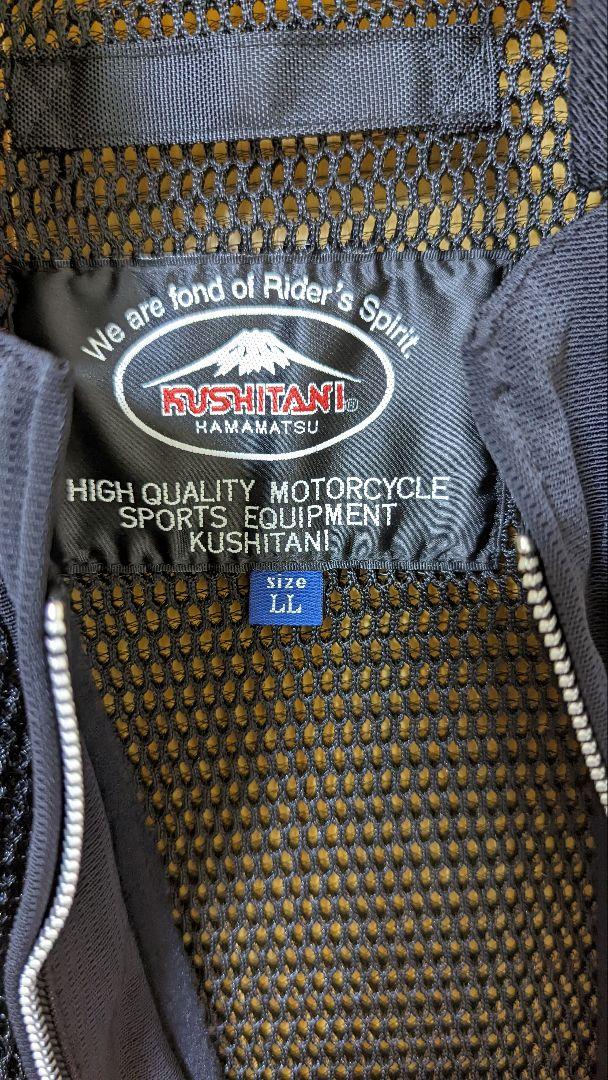 We are fond of Rider's Spirit.
KUSHITANI®
HAMAMATSU
HIGH QUALITY MOTORCYCLE
SPORTS EQUIPMENT
KUSHITANI
size
LL